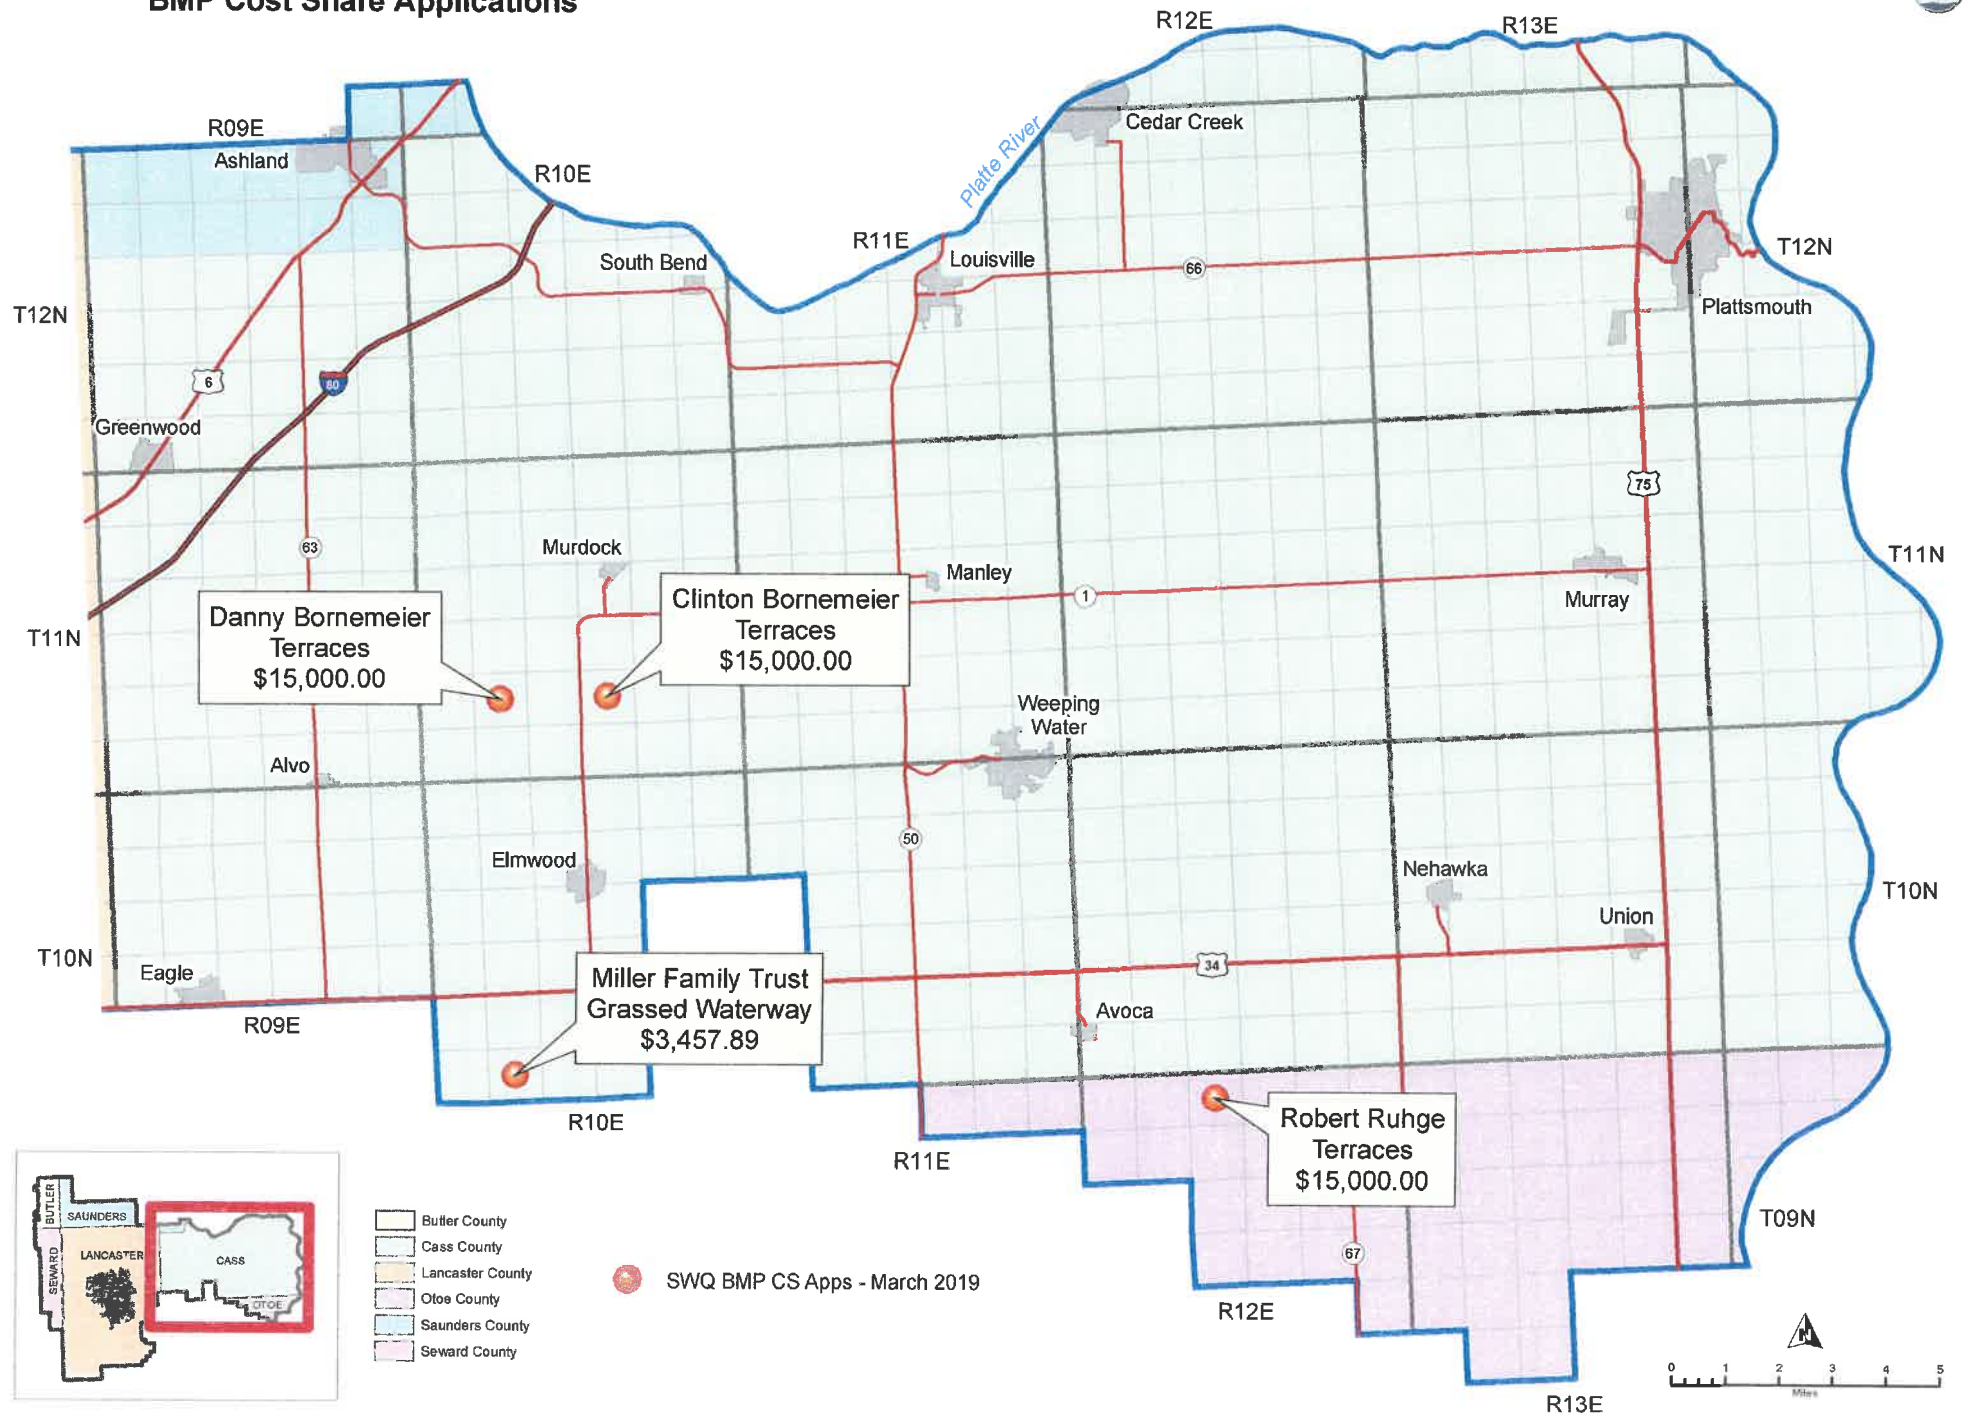 BMP Cost Share Applications
R12E
R13E
R09E
Ashland
Cedar Creek
Platte River
R10E
R11E
South Bend
Louisville
66
T12N
Plattsmouth
T12N
6
80
Greenwood
75
63
Murdock
Manley
T11N
1
Murray
T11N
Danny Bornemeier
Terraces
$15,000.00
Clinton Bornemeier
Terraces
$15,000.00
Weeping
Water
Alvo
50
Elmwood
Nehawka
T10N
Union
T10N
Eagle
34
Miller Family Trust
Grassed Waterway
$3,457.89
Avoca
R09E
R10E
R11E
Robert Ruhge
Terraces
$15,000.00
T09N
67
R12E
R13E
BUTLER
SAUNDERS
SEWARD
LANCASTER
CASS
OTOE
Butler County
Cass County
Lancaster County
Otoe County
Saunders County
Seward County
SWQ BMP CS Apps - March 2019
N
0 1 2 3 4 5
Miles